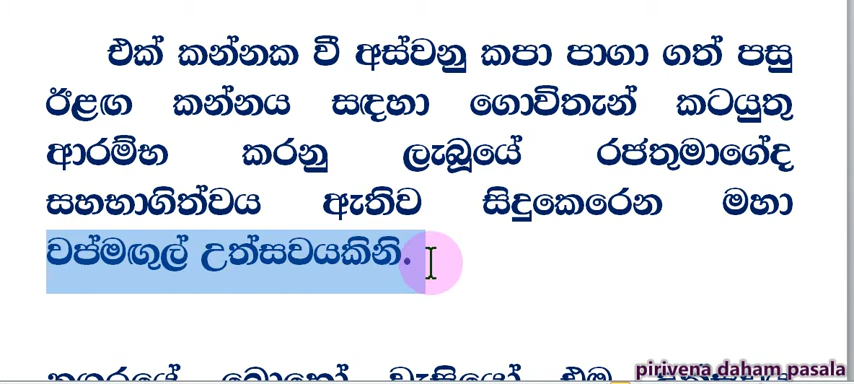 එක් කන්නක වී අස්වනු කපා පාගා ගත් පසු
ඊළඟ කන්නය සඳහා ගොවිතැන් කටයුතු
ආරම්භ කරනු ලැබූයේ රජතුමාගේද
සහභාගිත්වය ඇතිව සිදුකෙරෙන මහා
වප්මඟුල් උත්සවයකිනි.
pirivena daham pasala